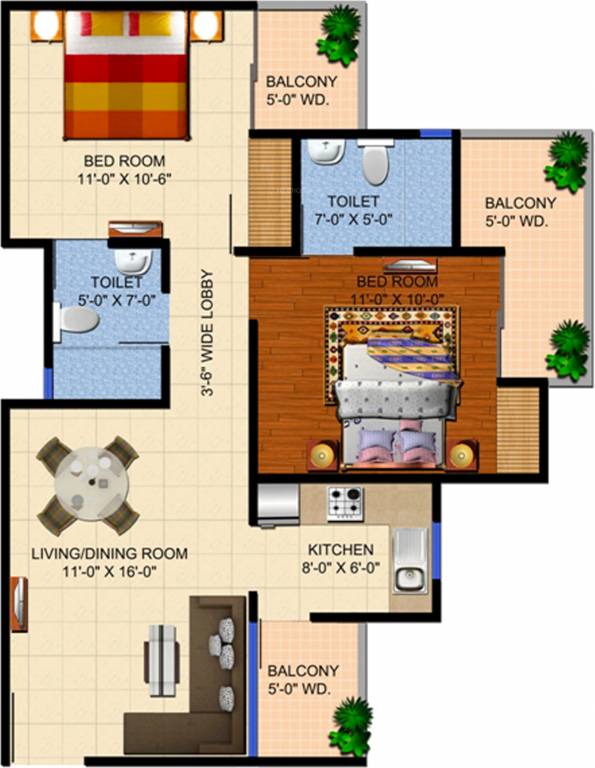 BALCONY
5'-0" WD.
BED ROOM
11'-0" X 10'-6"
TOILET
7'-0" X 5'-0"
BALCONY
5'-0" WD.
TOILET
5'-0" X 7'-0"
3'-6" WIDE LOBBY
BED ROOM
11'-0" X 10'-0"
LIVING/DINING ROOM
11'-0" X 16'-0"
KITCHEN
8'-0" X 6'-0"
BALCONY
5'-0" WD.